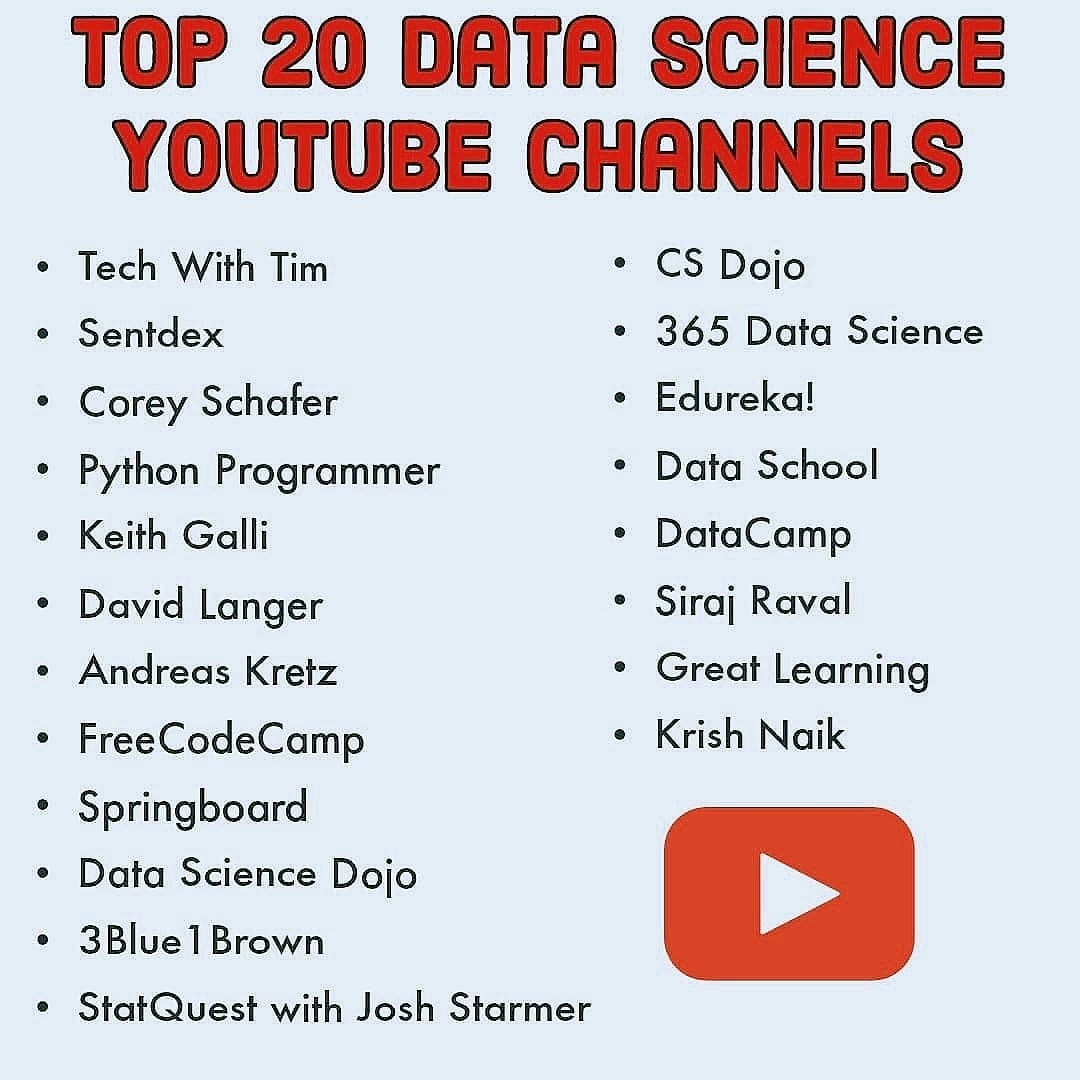 TOP 20 DATA SCIENCE
YOUTUBE CHANNELS
• Tech With Tim
• Sentdex
• Corey Schafer
• Python Programmer
• Keith Galli
• David Langer
• Andreas Kretz
• FreeCodeCamp
• Springboard
• Data Science Dojo
• 3Blue1Brown
• StatQuest with Josh Starmer
• CS Dojo
• 365 Data Science
• Edureka!
• Data School
• DataCamp
• Siraj Raval
• Great Learning
• Krish Naik